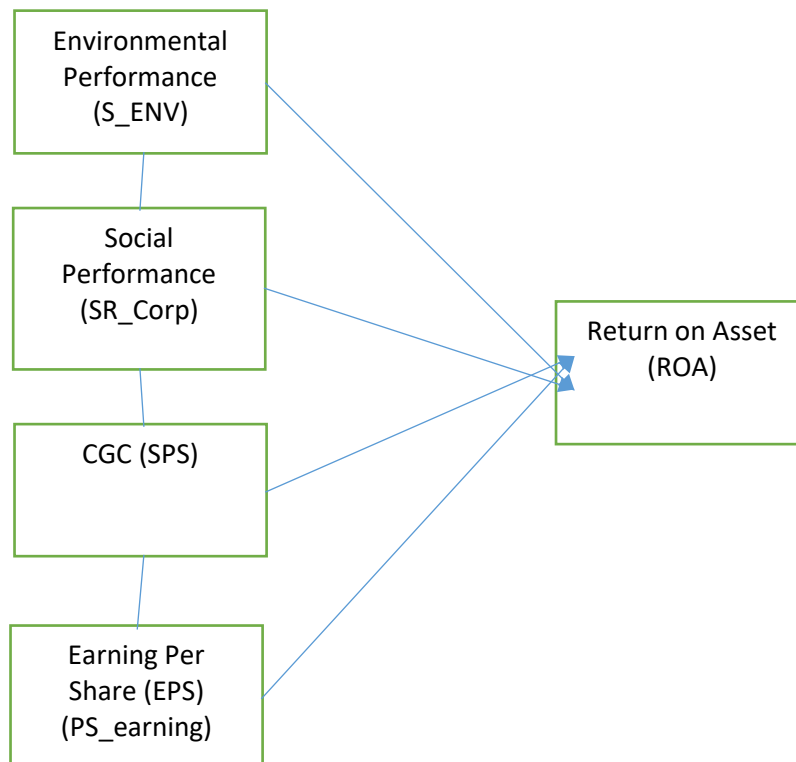 Environmental
Performance
(S_ENV)
Social
Performance
(SR_Corp)
Return on Asset
(ROA)
CGC (SPS)
Earning Per
Share (EPS)
(PS_earning)